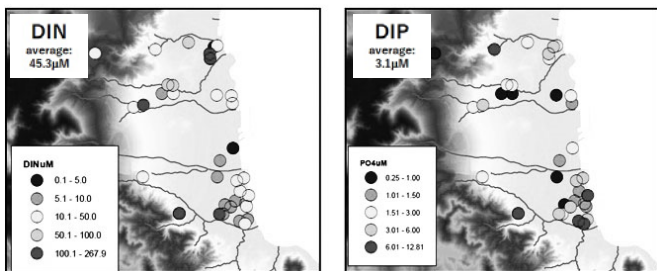 DIN
average:
45.3µM
DINuM
0.1 - 5.0
5.1 - 10.0
10.1 - 50.0
50.1 - 100.0
100.1 - 267.9
DIP
average:
3.1µM
PO4uM
0.25 - 1.00
1.01 - 1.50
1.51 - 3.00
3.01 - 6.00
6.01 - 12.81